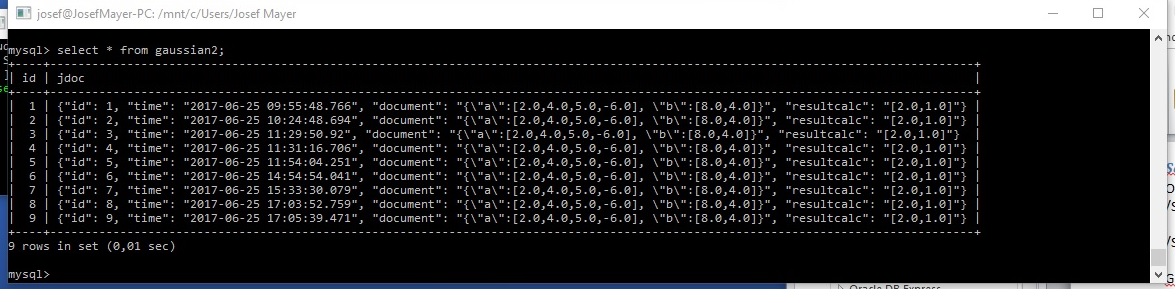 josef@JosefMayer-PC: /mnt/c/Users/Josef Mayer
mysql> select * from gaussian2;
+----+---------------------------------------------------------------------------------------------------------------------------------+
| id | jdoc |
+----+---------------------------------------------------------------------------------------------------------------------------------+
| 1 | {"id": 1, "time": "2017-06-25 09:55:48.766", "document": "{\"a\":[2.0,4.0,5.0,-6.0], \"b\":[8.0,4.0]}", "resultcalc": "[2.0,1.0]"} |
| 2 | {"id": 2, "time": "2017-06-25 10:24:48.694", "document": "{\"a\":[2.0,4.0,5.0,-6.0], \"b\":[8.0,4.0]}", "resultcalc": "[2.0,1.0]"} |
| 3 | {"id": 3, "time": "2017-06-25 11:29:50.92", "document": "{\"a\":[2.0,4.0,5.0,-6.0], \"b\":[8.0,4.0]}", "resultcalc": "[2.0,1.0]"} |
| 4 | {"id": 4, "time": "2017-06-25 11:31:16.706", "document": "{\"a\":[2.0,4.0,5.0,-6.0], \"b\":[8.0,4.0]}", "resultcalc": "[2.0,1.0]"} |
| 5 | {"id": 5, "time": "2017-06-25 11:54:04.251", "document": "{\"a\":[2.0,4.0,5.0,-6.0], \"b\":[8.0,4.0]}", "resultcalc": "[2.0,1.0]"} |
| 6 | {"id": 6, "time": "2017-06-25 14:54:54.041", "document": "{\"a\":[2.0,4.0,5.0,-6.0], \"b\":[8.0,4.0]}", "resultcalc": "[2.0,1.0]"} |
| 7 | {"id": 7, "time": "2017-06-25 15:33:30.079", "document": "{\"a\":[2.0,4.0,5.0,-6.0], \"b\":[8.0,4.0]}", "resultcalc": "[2.0,1.0]"} |
| 8 | {"id": 8, "time": "2017-06-25 17:03:52.759", "document": "{\"a\":[2.0,4.0,5.0,-6.0], \"b\":[8.0,4.0]}", "resultcalc": "[2.0,1.0]"} |
| 9 | {"id": 9, "time": "2017-06-25 17:05:39.471", "document": "{\"a\":[2.0,4.0,5.0,-6.0], \"b\":[8.0,4.0]}", "resultcalc": "[2.0,1.0]"} |
+----+---------------------------------------------------------------------------------------------------------------------------------+
9 rows in set (0,01 sec)
mysql>
Oracle DB Express